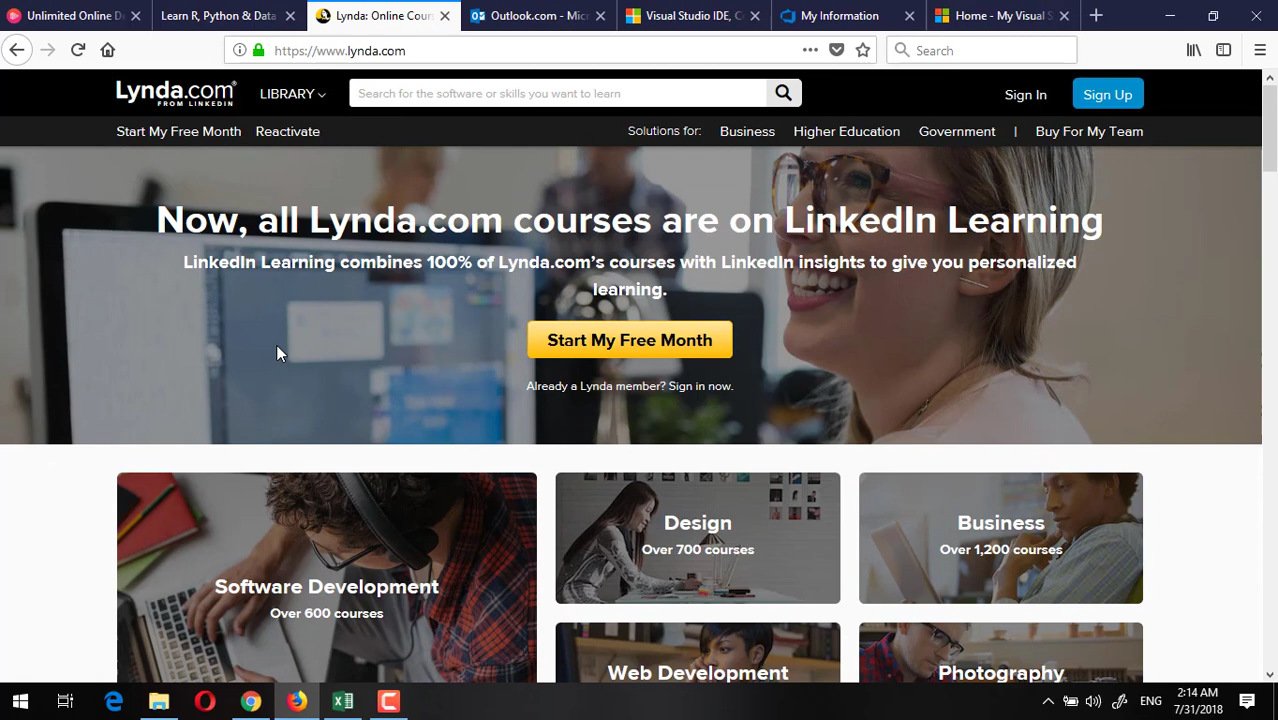 Unlimited Online D
Learn R, Python & Data
Lynda: Online Cours
Outlook.com - Micr
Visual Studio IDE, C
My Information
Home - My Visual S
https://www.lynda.com
Search
Lynda.com®
FROM LINKEDIN
LIBRARY
Search for the software or skills you want to learn
Sign In
Sign Up
Start My Free Month
Reactivate
Solutions for:
Business
Higher Education
Government
|
Buy For My Team
Now, all Lynda.com courses are on LinkedIn Learning
LinkedIn Learning combines 100% of Lynda.com’s courses with LinkedIn insights to give you personalized
learning.
Start My Free Month
Already a Lynda member? Sign in now.
Software Development
Over 600 courses
Design
Over 700 courses
Business
Over 1,200 courses
Web Development
Photography
ENG
2:14 AM
7/31/2018